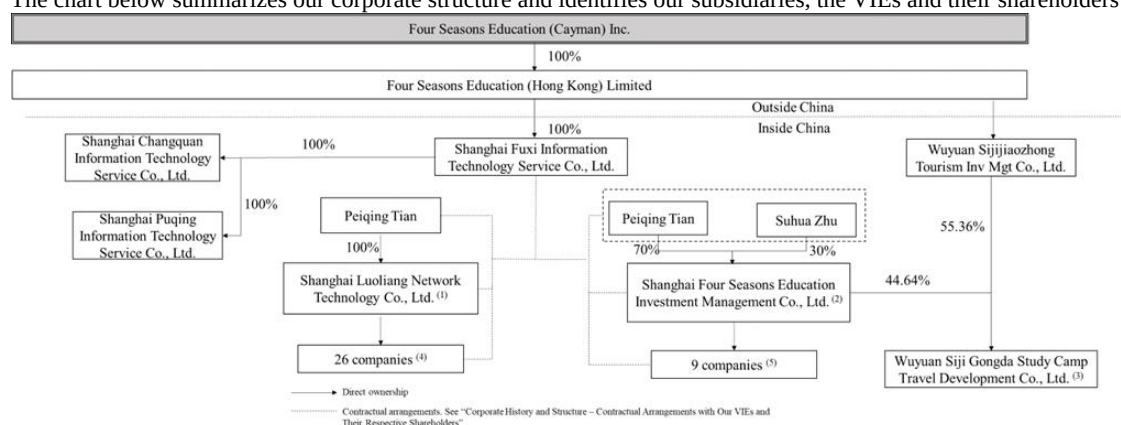 The chart below summarizes our corporate structure and identifies our subsidiaries, the VIEs and their shareholders
Four Seasons Education (Cayman) Inc.
100%
Four Seasons Education (Hong Kong) Limited
Outside China
100%
Inside China
Shanghai Changquan
Information Technology
Service Co., Ltd.
100%
Shanghai Fuxi Information
Technology Service Co., Ltd.
Wuyuan Sijijiaozhong
Tourism Inv Mgt Co., Ltd.
100%
Shanghai Puqing
Information Technology
Service Co., Ltd.
Peiqing Tian
Peiqing Tian
Suhua Zhu
55.36%
100%
70%
30%
Shanghai Luoliang Network
Technology Co., Ltd. (1)
Shanghai Four Seasons Education
Investment Management Co., Ltd. (2)
44.64%
26 companies (4)
9 companies (5)
Wuyuan Siji Gongda Study Camp
Travel Development Co., Ltd. (3)
Direct ownership
Contractual arrangements. See “Corporate History and Structure – Contractual Arrangements with Our VIEs and
Their Respective Shareholders”